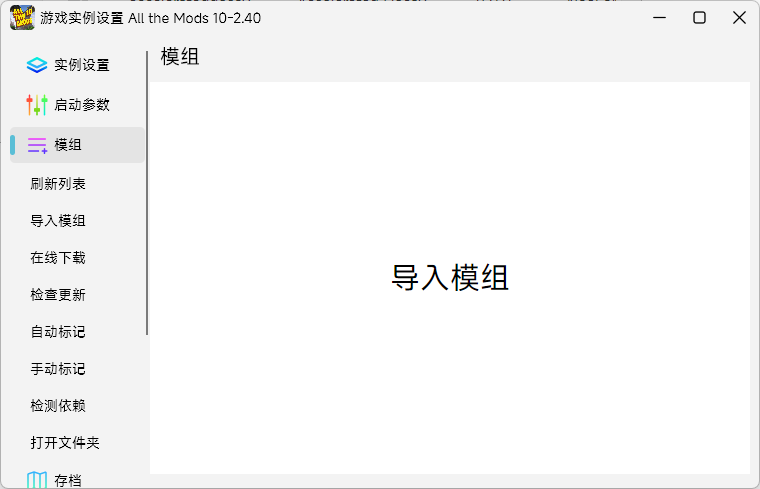 游戏实例设置 All the Mods 10-2.40
实例设置
启动参数
模组
刷新列表
导入模组
在线下载
检查更新
自动标记
手动标记
检测依赖
打开文件夹
存档
模组
导入模组